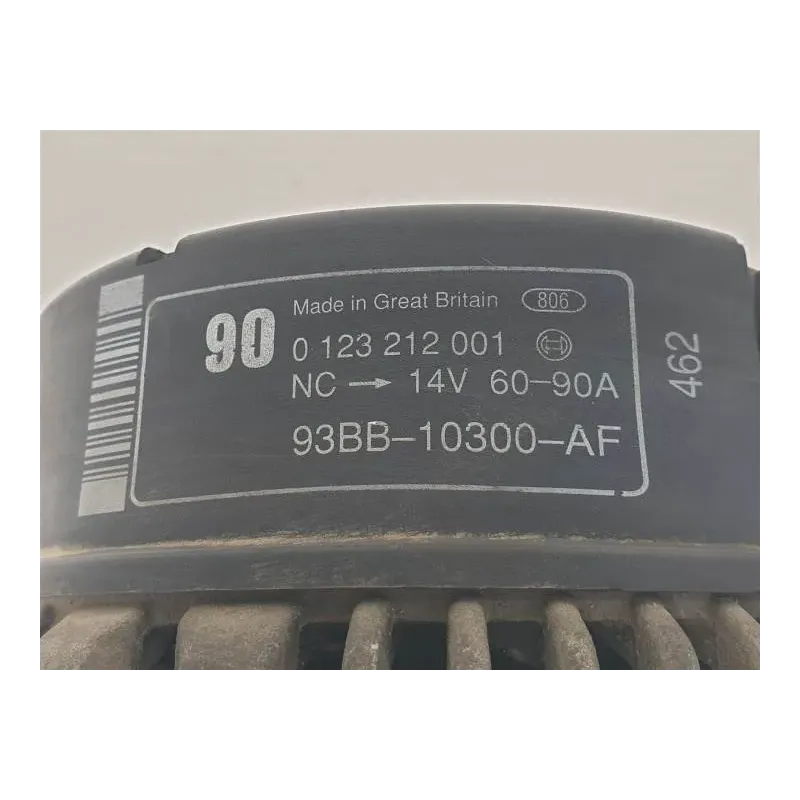 Made in Great Britain 806
90 0 123 212 001
NC → 14V 60-90A
93BB-10300-AF
462